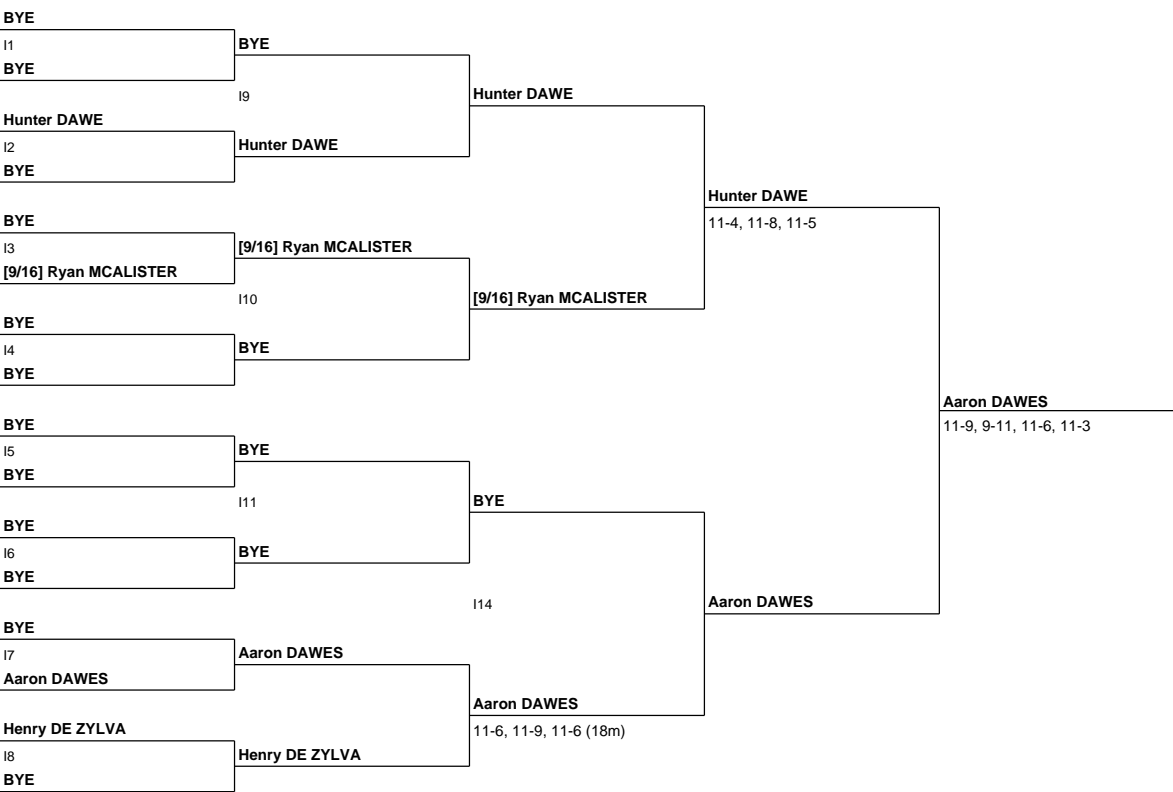 BYE
I1
BYE
BYE
I9
Hunter DAWE
Hunter DAWE
I2
Hunter DAWE
BYE
Hunter DAWE
11-4, 11-8, 11-5
BYE
I3
[9/16] Ryan MCALISTER
[9/16] Ryan MCALISTER
I10
[9/16] Ryan MCALISTER
BYE
I4
BYE
BYE
Aaron DAWES
11-9, 9-11, 11-6, 11-3
BYE
I5
BYE
BYE
I11
BYE
BYE
I6
BYE
BYE
I14
Aaron DAWES
BYE
I7
Aaron DAWES
Aaron DAWES
Aaron DAWES
11-6, 11-9, 11-6 (18m)
Henry DE ZYLVA
I8
Henry DE ZYLVA
BYE